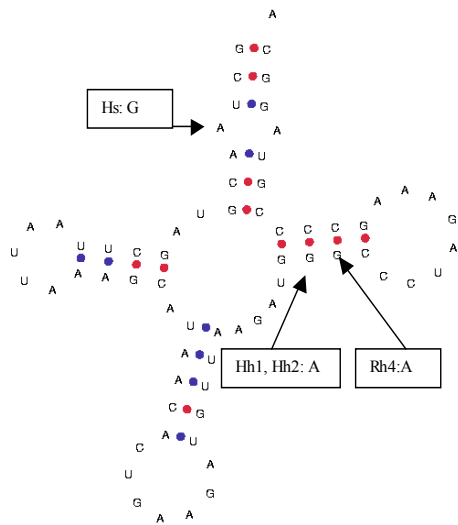 A
G C
C G
U G
Hs: G
A A
A U
C G
A A
G C
U A
A A A C C C G G
U U U C G G G G C A
U A A A G C U C C U
A A
G
U A A
A U
Hh1, Hh2: A
Rh4:A
A U
C G
A U
C
A
U
G
G
A A